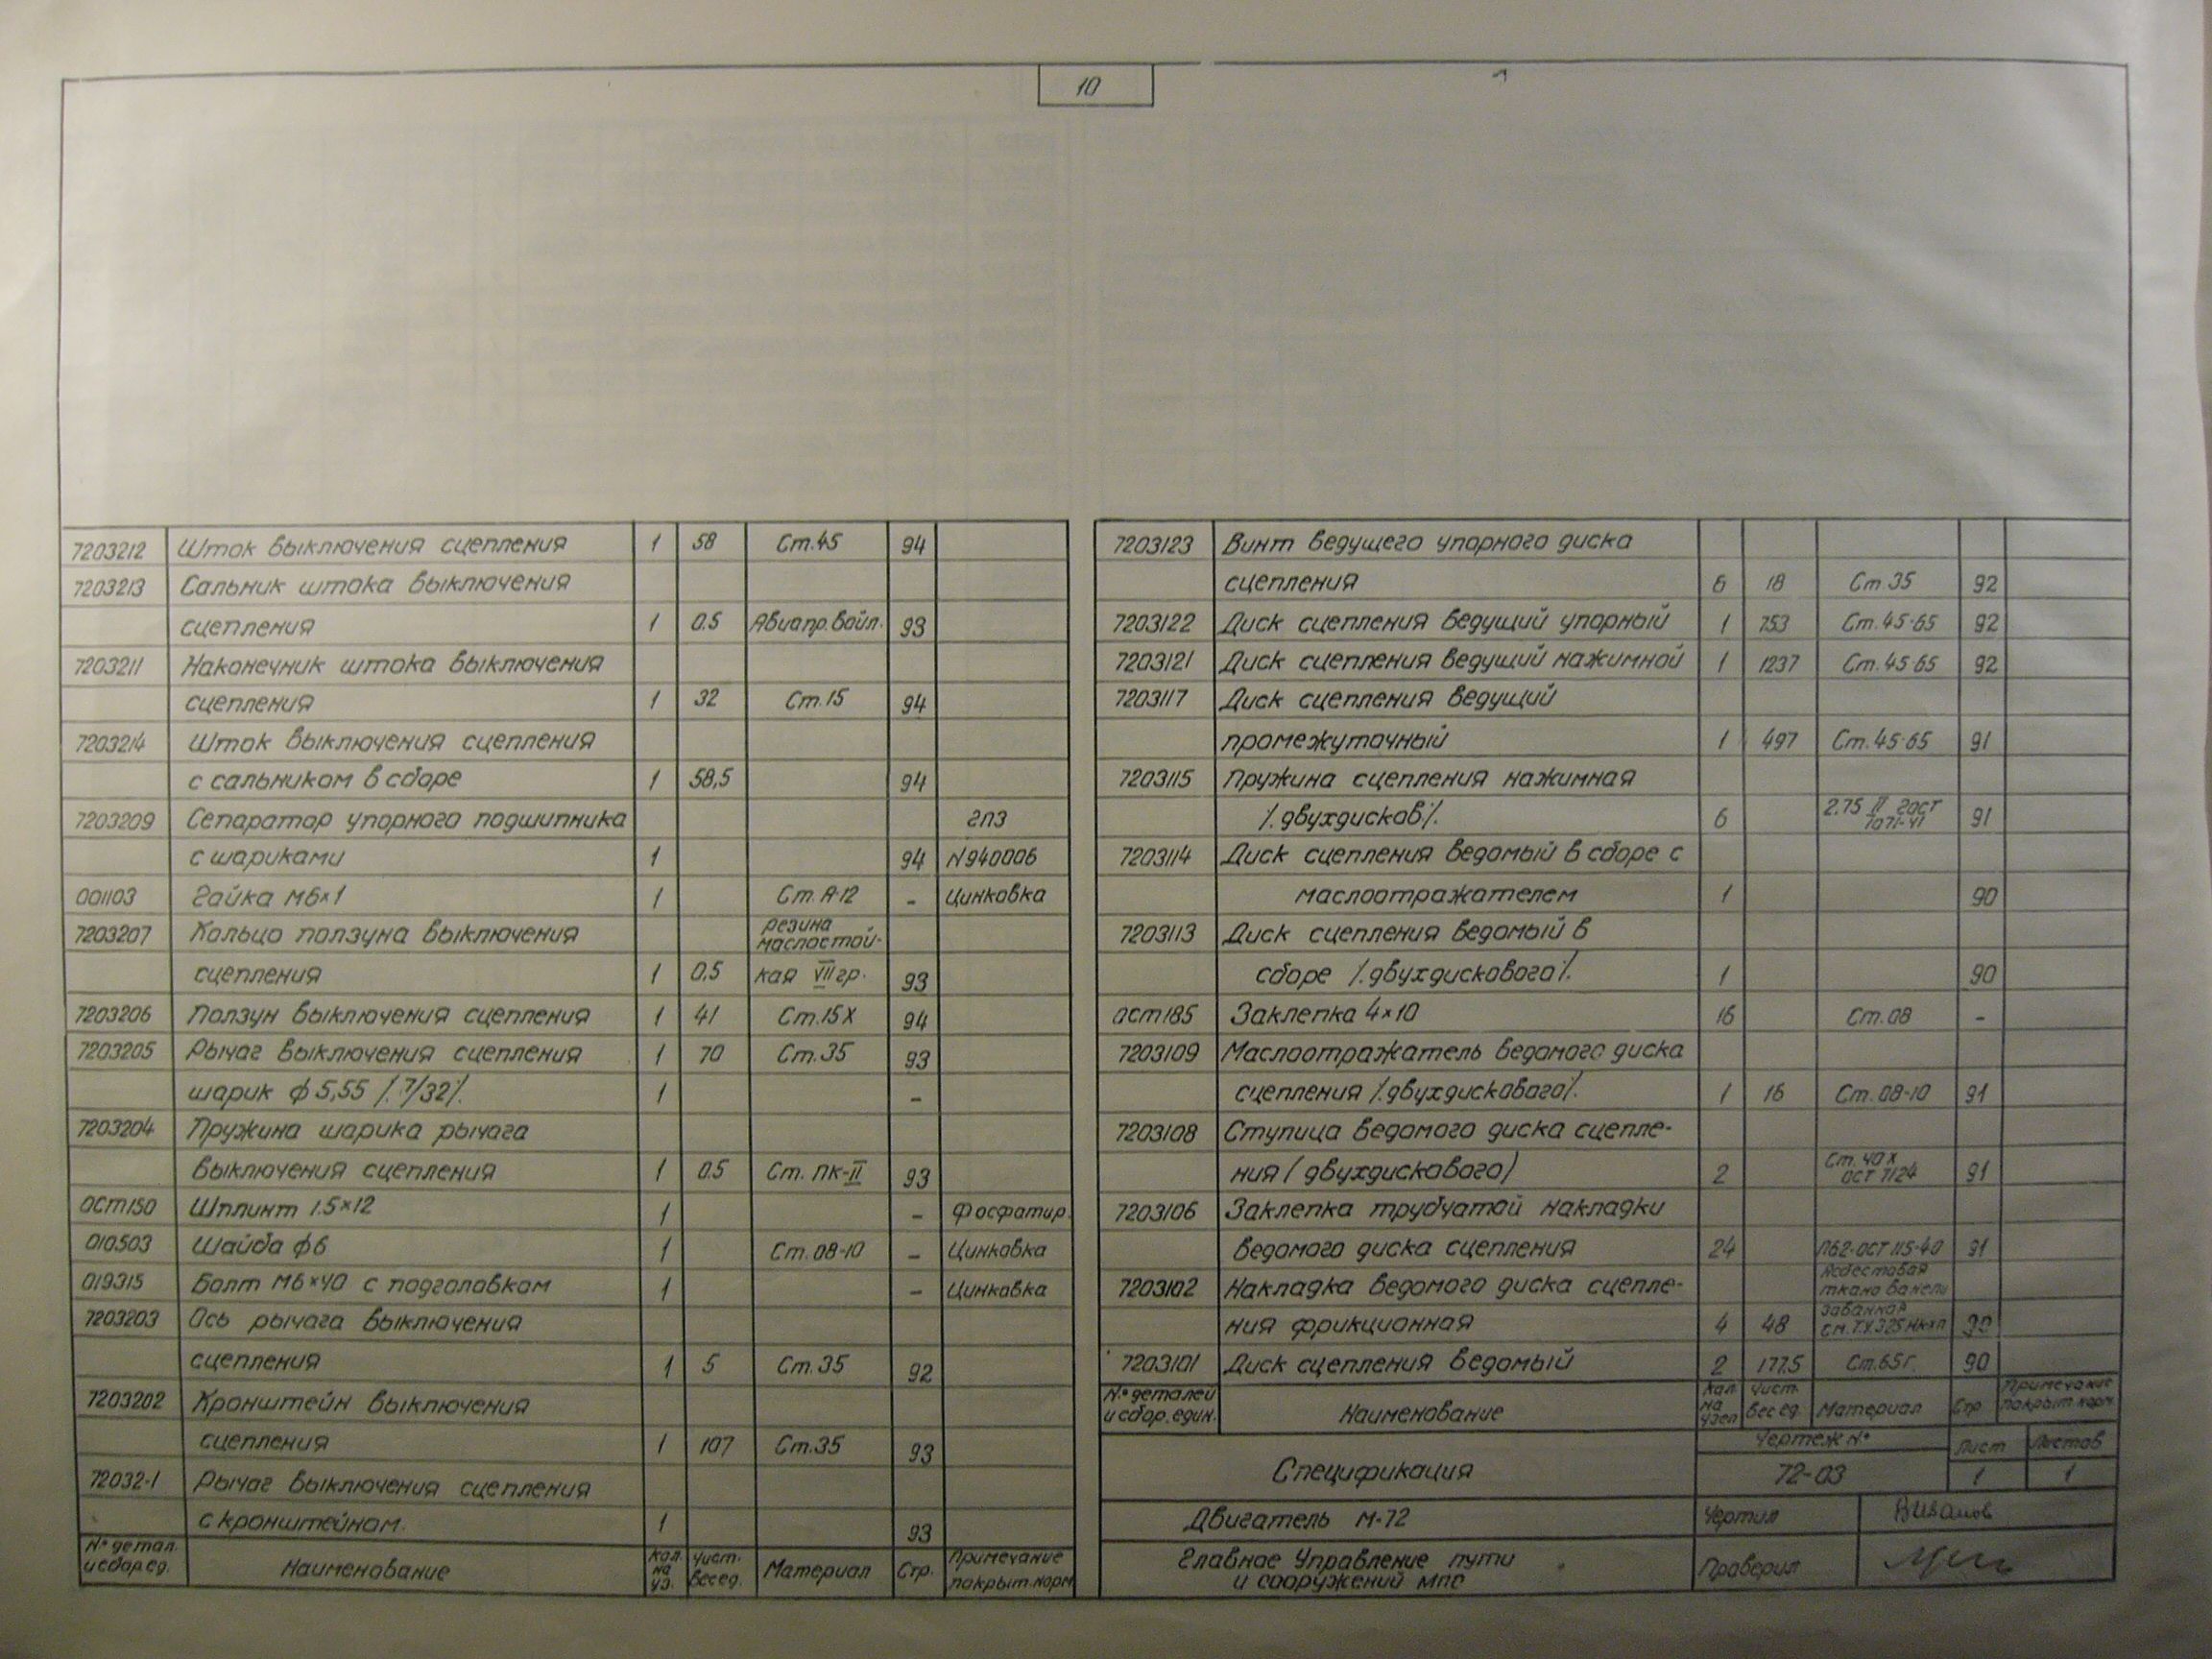 10
7203212 Шток выключения сцепления 1 58 Ст.45 94
7203213 Сальник штока выключения
сцепления 1 0.5 Авиапр.войл. 93
7203211 Наконечник штока выключения
сцепления 1 32 Ст.15 94
7203214 Шток выключения сцепления
с сальником в сборе 1 58,5 94
7203209 Сепаратор упорного подшипника ГПЗ
с шариками 1 94 N940006
001103 Гайка М6×1 1 Ст.А-12 – Цинковка
7203207 Кольцо ползуна выключения резина маслостой-
сцепления 1 0,5 кая VII гр. 93
7203206 Ползун выключения сцепления 1 41 Ст.15Х 94
7203205 Рычаг выключения сцепления 1 70 Ст.35 93
шарик ф 5,55 /.7/32/. 1 –
7203204 Пружина шарика рычага
выключения сцепления 1 0.5 Ст. ПК-II 93
ОСТ150 Шплинт 1.5×12 1 – Фосфатир.
010503 Шайба ф6 1 Ст.08-10 – Цинковка
019315 Болт М6×40 с подголовком 1 – Цинковка
7203203 Ось рычага выключения
сцепления 1 5 Ст.35 92
7203202 Кронштейн выключения
сцепления 1 107 Ст.35 93
72032-1 Рычаг выключения сцепления
с кронштейном. 1 93
№ детал. и сбор ед. Наименование Кол. на уз. Чист. вес ед. Материал Стр. Примечание покрыт. норм
7203123 Винт ведущего упорного диска
сцепления 6 18 Ст.35 92
7203122 Диск сцепления ведущий упорный 1 753 Ст.45-65 92
7203121 Диск сцепления ведущий нажимной 1 1237 Ст.45-65 92
7203117 Диск сцепления ведущий
промежуточный 1 497 Ст.45-65 91
7203115 Пружина сцепления нажимная
/.двухдисков/. 6 2.75 II ГОСТ 1071-41 91
7203114 Диск сцепления ведомый в сборе с
маслоотражателем 1 90
7203113 Диск сцепления ведомый в
сборе /.двухдискового/. 1 90
ОСТ185 Заклепка 4×10 16 Ст.08 –
7203109 Маслоотражатель ведомого диска
сцепления /.двухдискового/. 1 16 Ст.08-10 91
7203108 Ступица ведомого диска сцепле-
ния (двухдискового) 2 Ст.40Х ОСТ 7124 91
7203106 Заклепка трубчатой накладки
ведомого диска сцепления 24 Л62-ОСТ 115-40 91
7203102 Накладка ведомого диска сцепле- Асбестовая
ния фрикционная 4 48 90
7203101 Диск сцепления ведомый 2 177.5 Ст.65Г. 90
№ деталей и сбор. един. Наименование Кол. на узел Чист. вес ед. Материал Стр. Примечание покрыт. норм.
Спецификация Чертеж № 72-03 Лист 1 Листов 1
Двигатель М-72 Чертил ВИванов
Главное Управление пути
и сооружений МПС Проверил